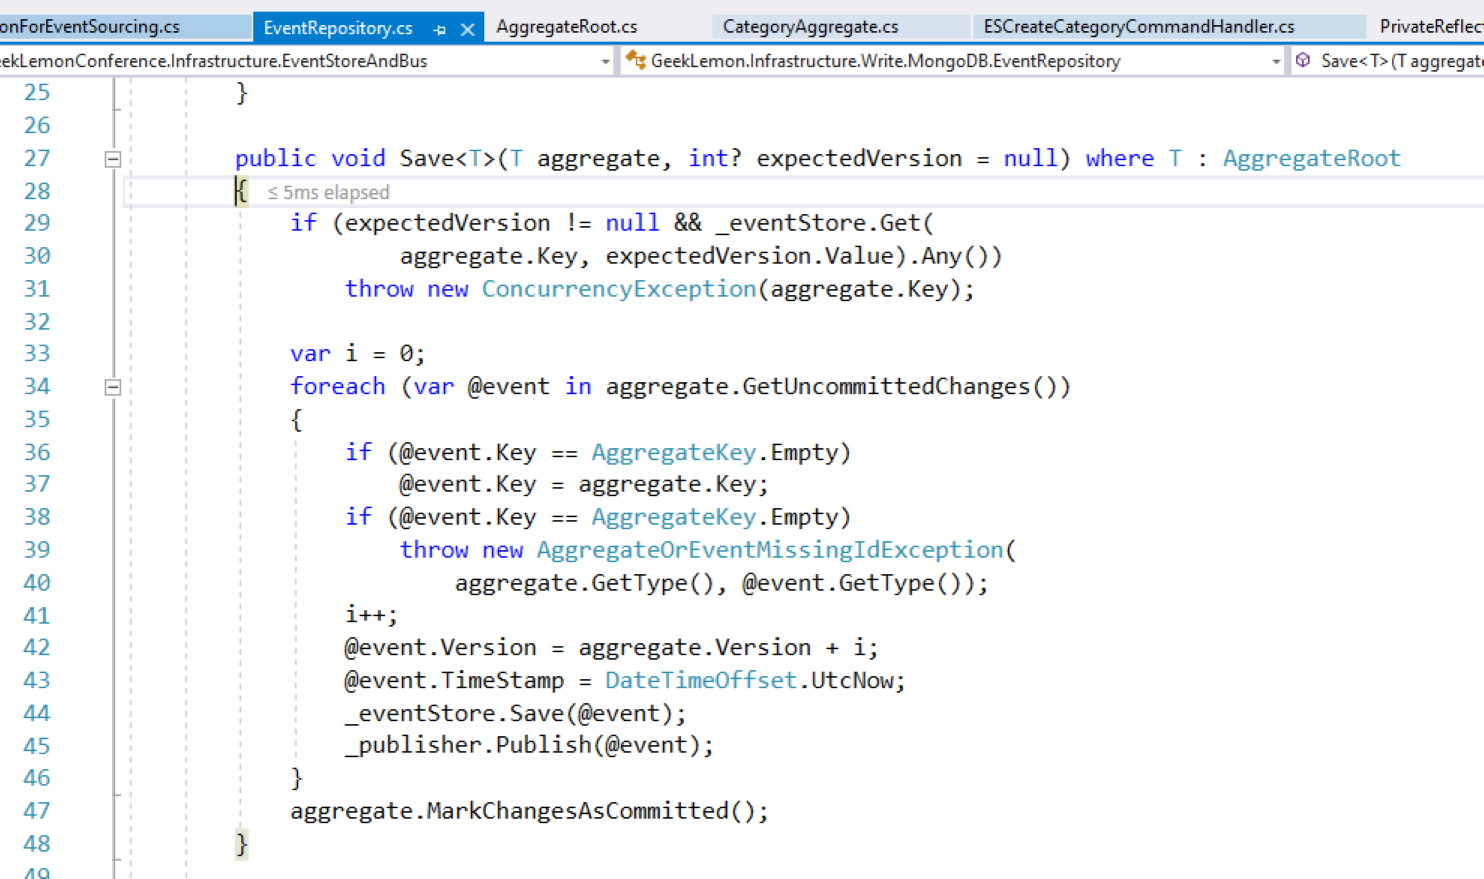 onForEventSourcing.cs EventRepository.cs AggregateRoot.cs CategoryAggregate.cs ESCreateCategoryCommandHandler.cs PrivateReflec
eekLemonConference.Infrastructure.EventStoreAndBus GeekLemon.Infrastructure.Write.MongoDB.EventRepository Save<T>(T aggregate
25 }
26
27 public void Save<T>(T aggregate, int? expectedVersion = null) where T : AggregateRoot
28 { ≤ 5ms elapsed
29 if (expectedVersion != null && _eventStore.Get(
30 aggregate.Key, expectedVersion.Value).Any())
31 throw new ConcurrencyException(aggregate.Key);
32
33 var i = 0;
34 foreach (var @event in aggregate.GetUncommittedChanges())
35 {
36 if (@event.Key == AggregateKey.Empty)
37 @event.Key = aggregate.Key;
38 if (@event.Key == AggregateKey.Empty)
39 throw new AggregateOrEventMissingIdException(
40 aggregate.GetType(), @event.GetType());
41 i++;
42 @event.Version = aggregate.Version + i;
43 @event.TimeStamp = DateTimeOffset.UtcNow;
44 _eventStore.Save(@event);
45 _publisher.Publish(@event);
46 }
47 aggregate.MarkChangesAsCommitted();
48 }
49